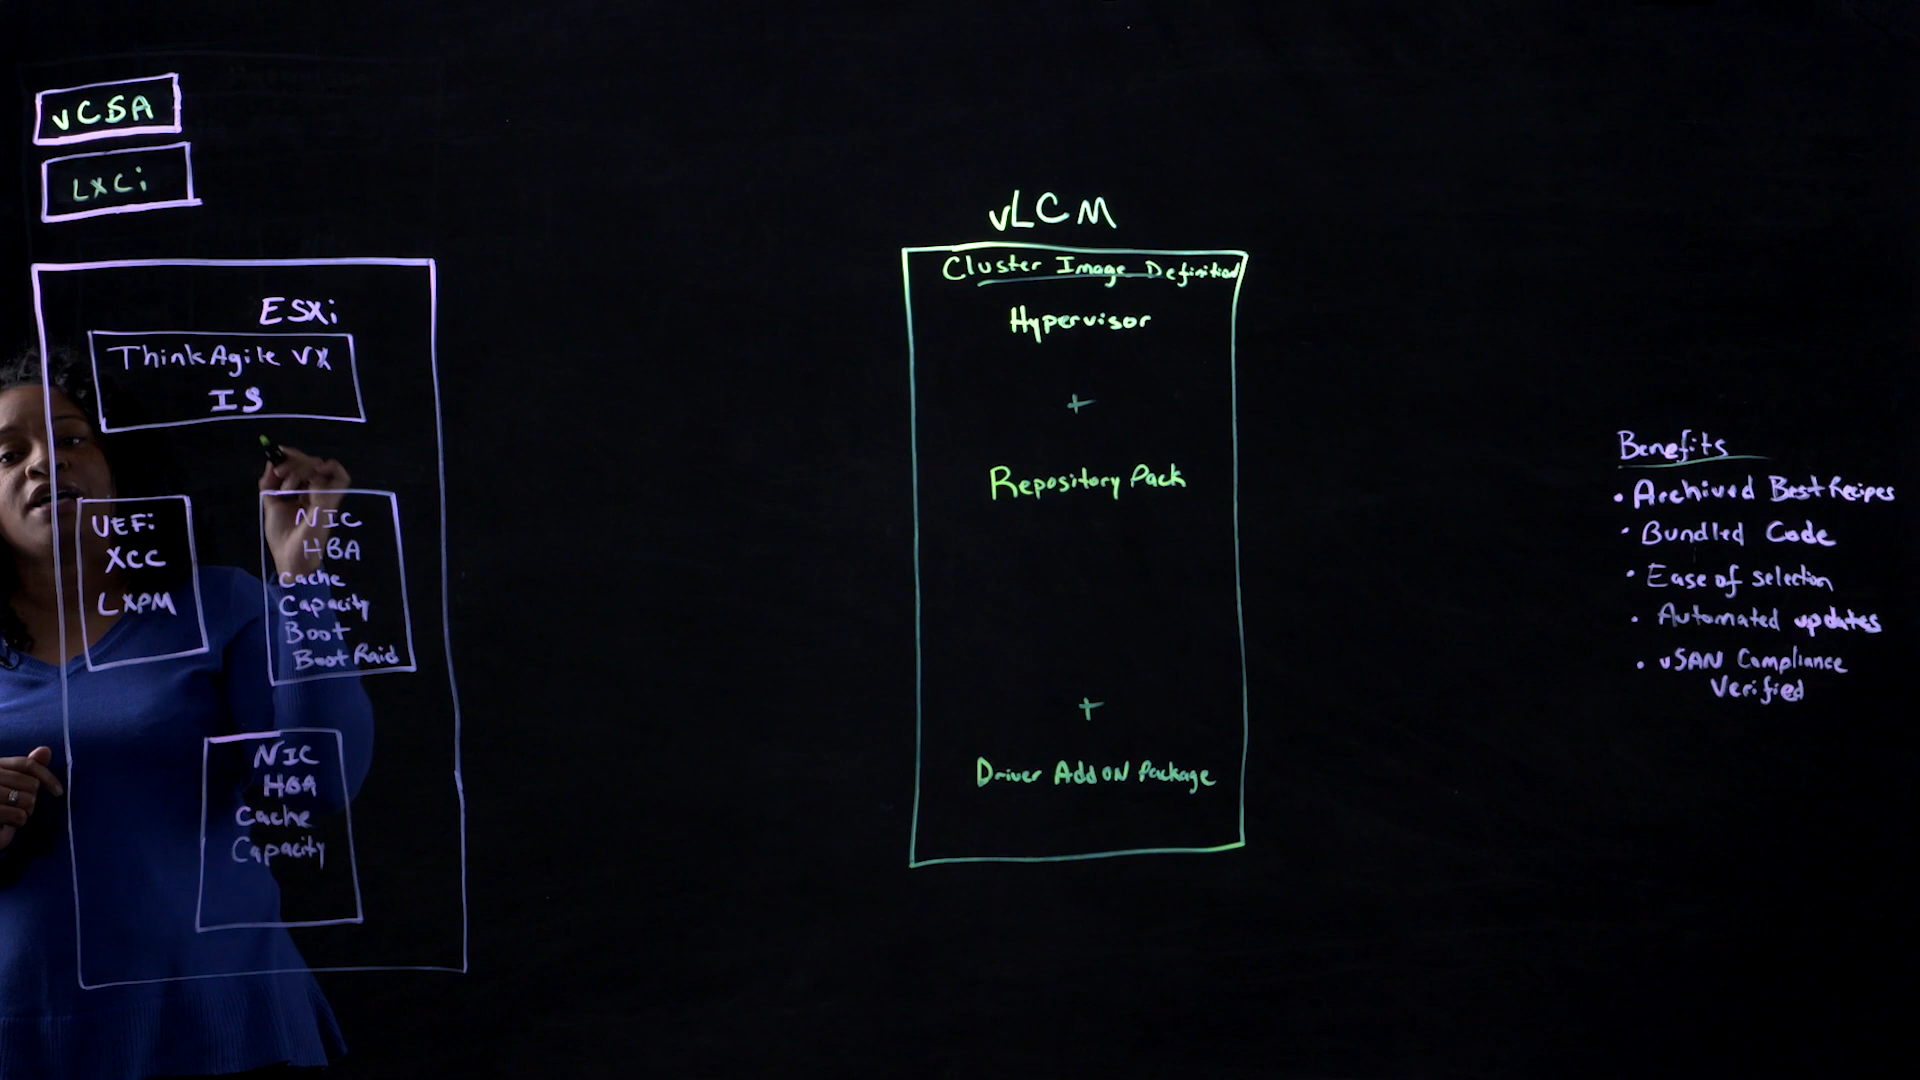 vCSA
LXCi
ESXi
ThinkAgile VX
IS
UEFi
XCC
LXPM
NIC
HBA
Cache
Capacity
Boot
Boot Raid
NIC
HBA
Cache
Capacity
vLCM
Cluster Image Definition
Hypervisor
+
Repository Pack
+
Driver Add ON Package
Benefits
• Archived Best Recipes
• Bundled Code
• Ease of selection
• Automated updates
• vSAN Compliance
Verified